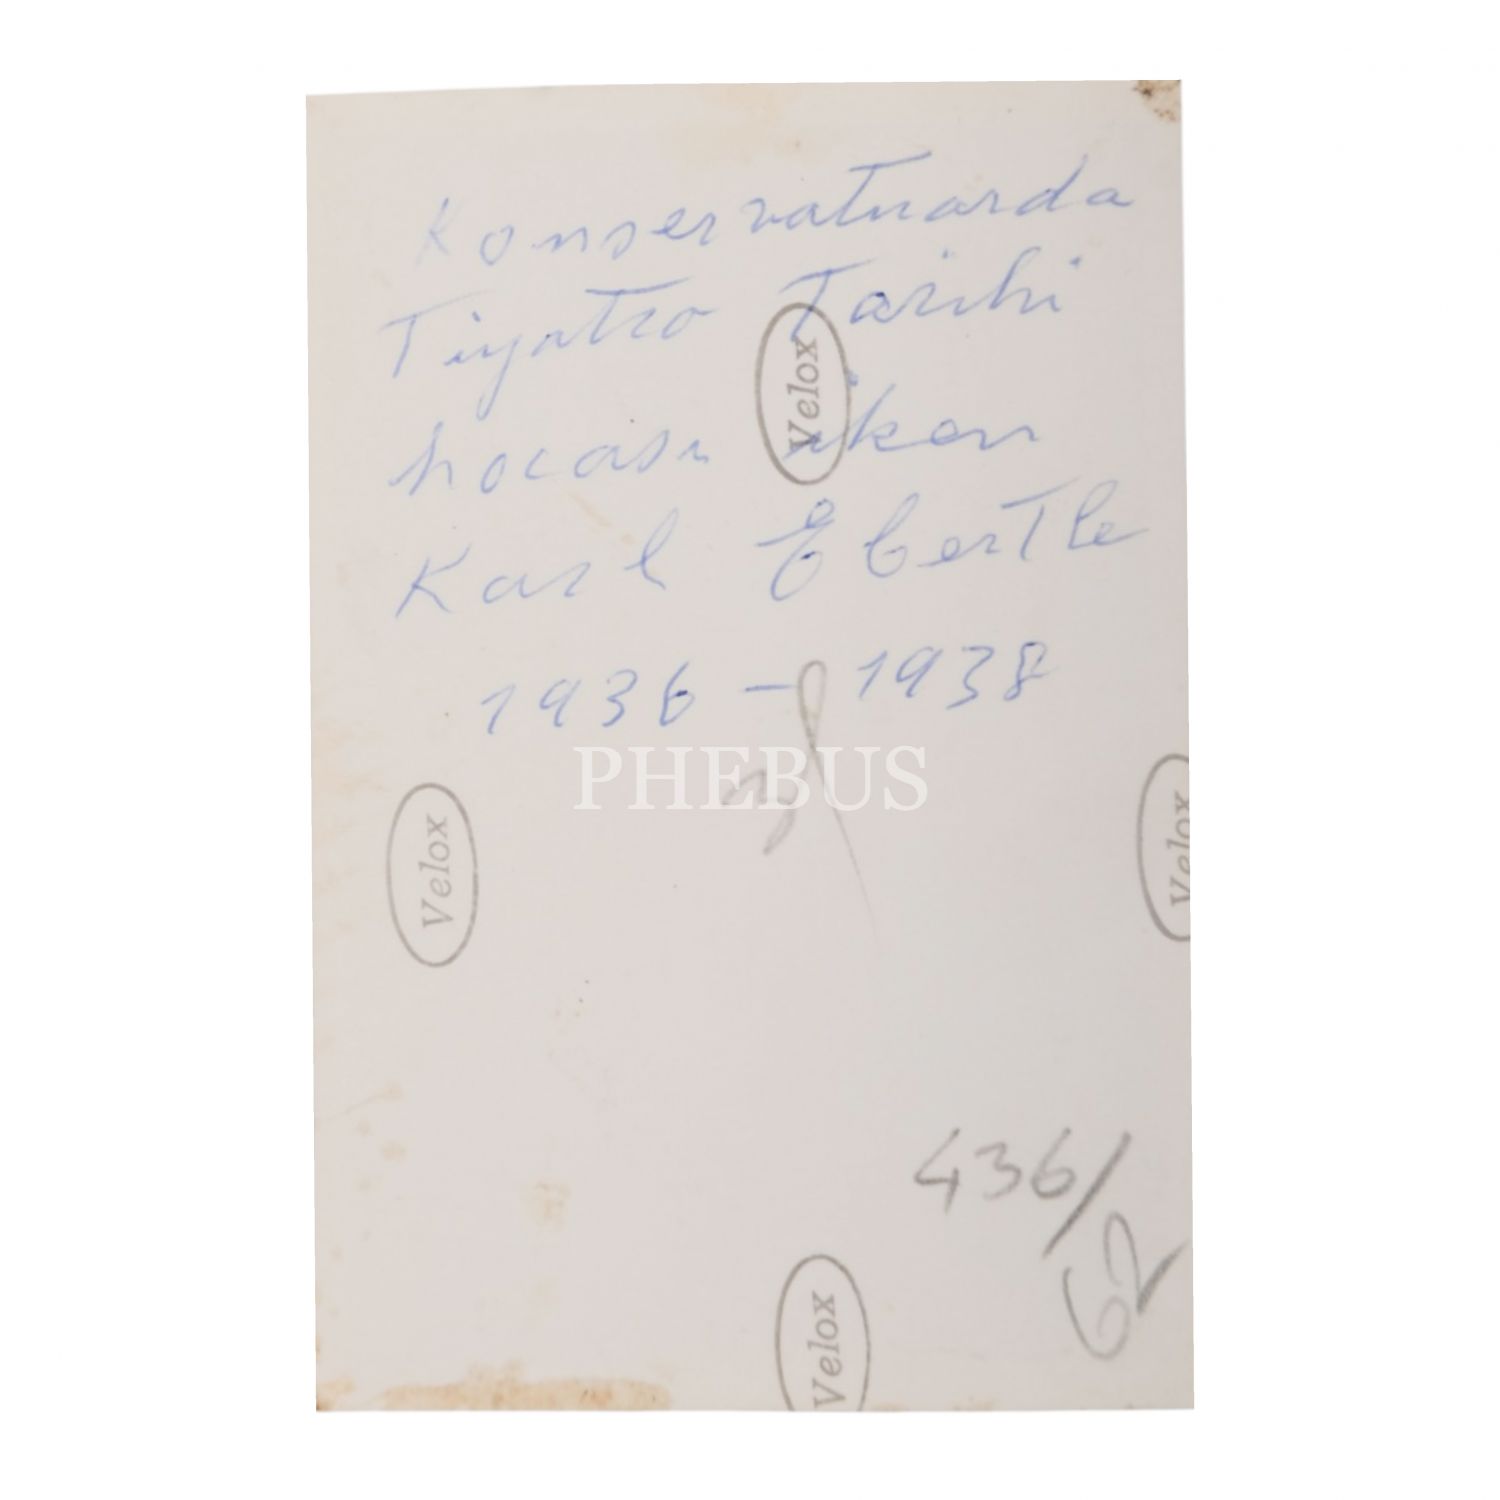 Konservatuarda
Tiyatro Tarihi
Velox
hocası iken
Karl Ebertle
1936 - 1938
PHEBUS
Velox
Velox
436/
62
Velox